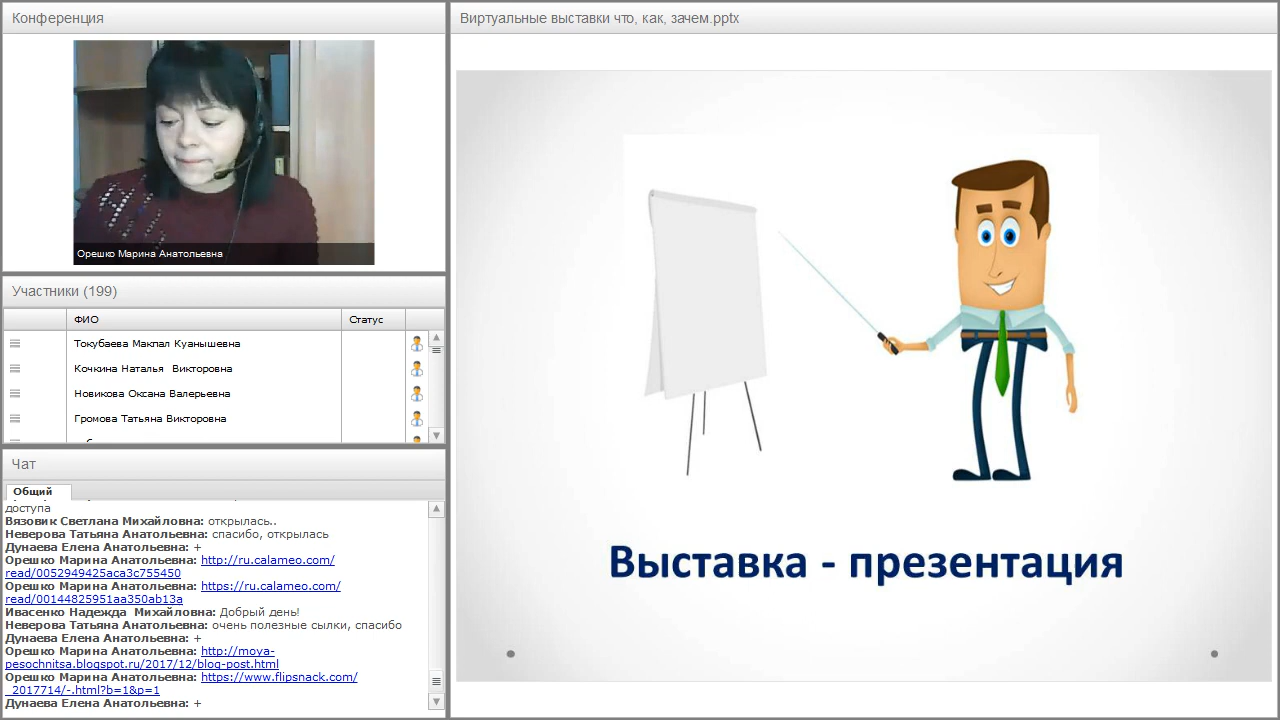 Конференция
Орешко Марина Анатольевна
Участники (199)
ФИО
Статус
Токубаева Макпал Куанышевна
Кочкина Наталья Викторовна
Новикова Оксана Валерьевна
Громова Татьяна Викторовна
Чат
Общий
доступа
Вязовик Светлана Михайловна: открылась..
Неверова Татьяна Анатольевна: спасибо, открылась
Дунаева Елена Анатольевна: +
Орешко Марина Анатольевна: http://ru.calameo.com/
read/0052949425aca3c755450
Орешко Марина Анатольевна: https://ru.calameo.com/
read/00144825951aa350ab13a
Ивасенко Надежда Михайловна: Добрый день!
Неверова Татьяна Анатольевна: очень полезные сылки, спасибо
Дунаева Елена Анатольевна: +
Орешко Марина Анатольевна: http://moya-
pesochnitsa.blogspot.ru/2017/12/blog-post.html
Орешко Марина Анатольевна: https://www.flipsnack.com/
_2017714/-.html?b=1&p=1
Дунаева Елена Анатольевна: +
Виртуальные выставки что, как, зачем.pptx
Выставка - презентация